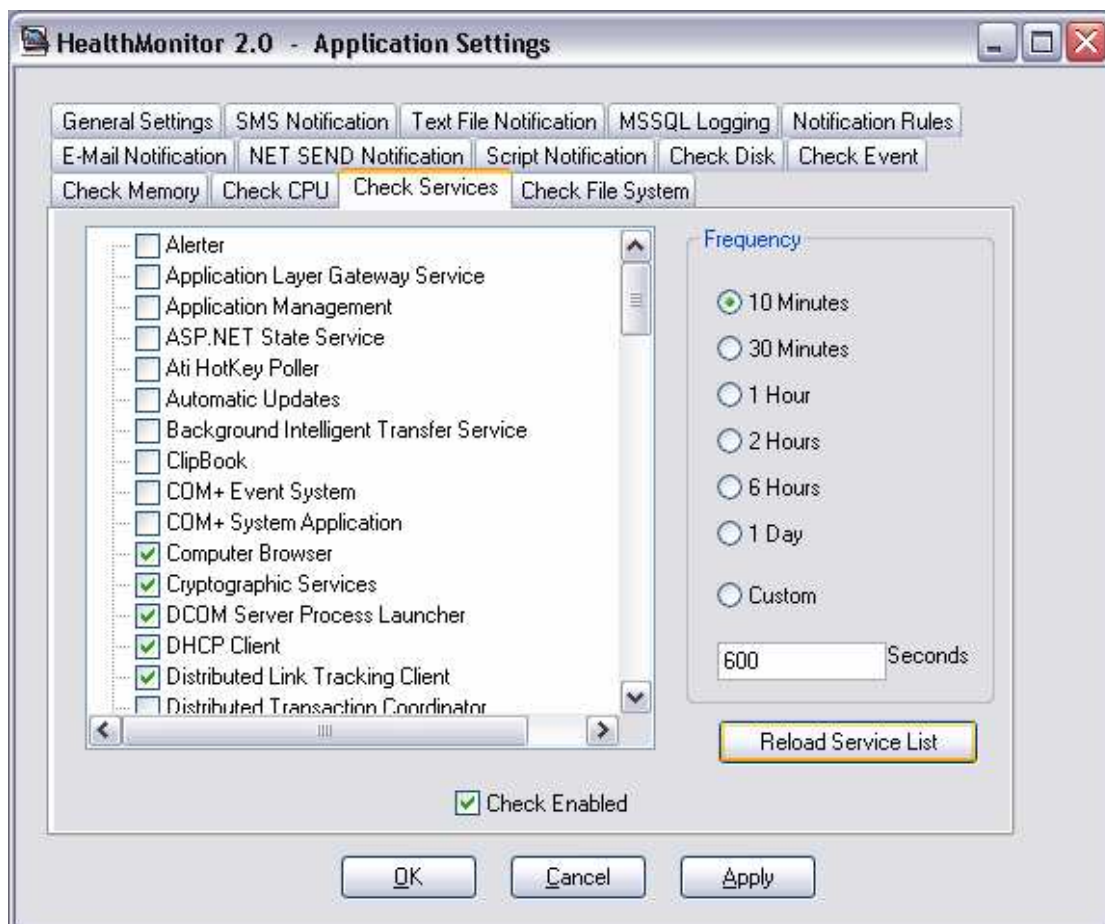 HealthMonitor 2.0 - Application Settings
General Settings SMS Notification Text File Notification MSSQL Logging Notification Rules
E-Mail Notification NET SEND Notification Script Notification Check Disk Check Event
Check Memory Check CPU Check Services Check File System
Alerter
Application Layer Gateway Service
Application Management
ASP.NET State Service
Ati HotKey Poller
Automatic Updates
Background Intelligent Transfer Service
ClipBook
COM+ Event System
COM+ System Application
Computer Browser
Cryptographic Services
DCOM Server Process Launcher
DHCP Client
Distributed Link Tracking Client
Distributed Transaction Coordinator
Frequency
10 Minutes
30 Minutes
1 Hour
2 Hours
6 Hours
1 Day
Custom
600 Seconds
Reload Service List
Check Enabled
OK Cancel Apply